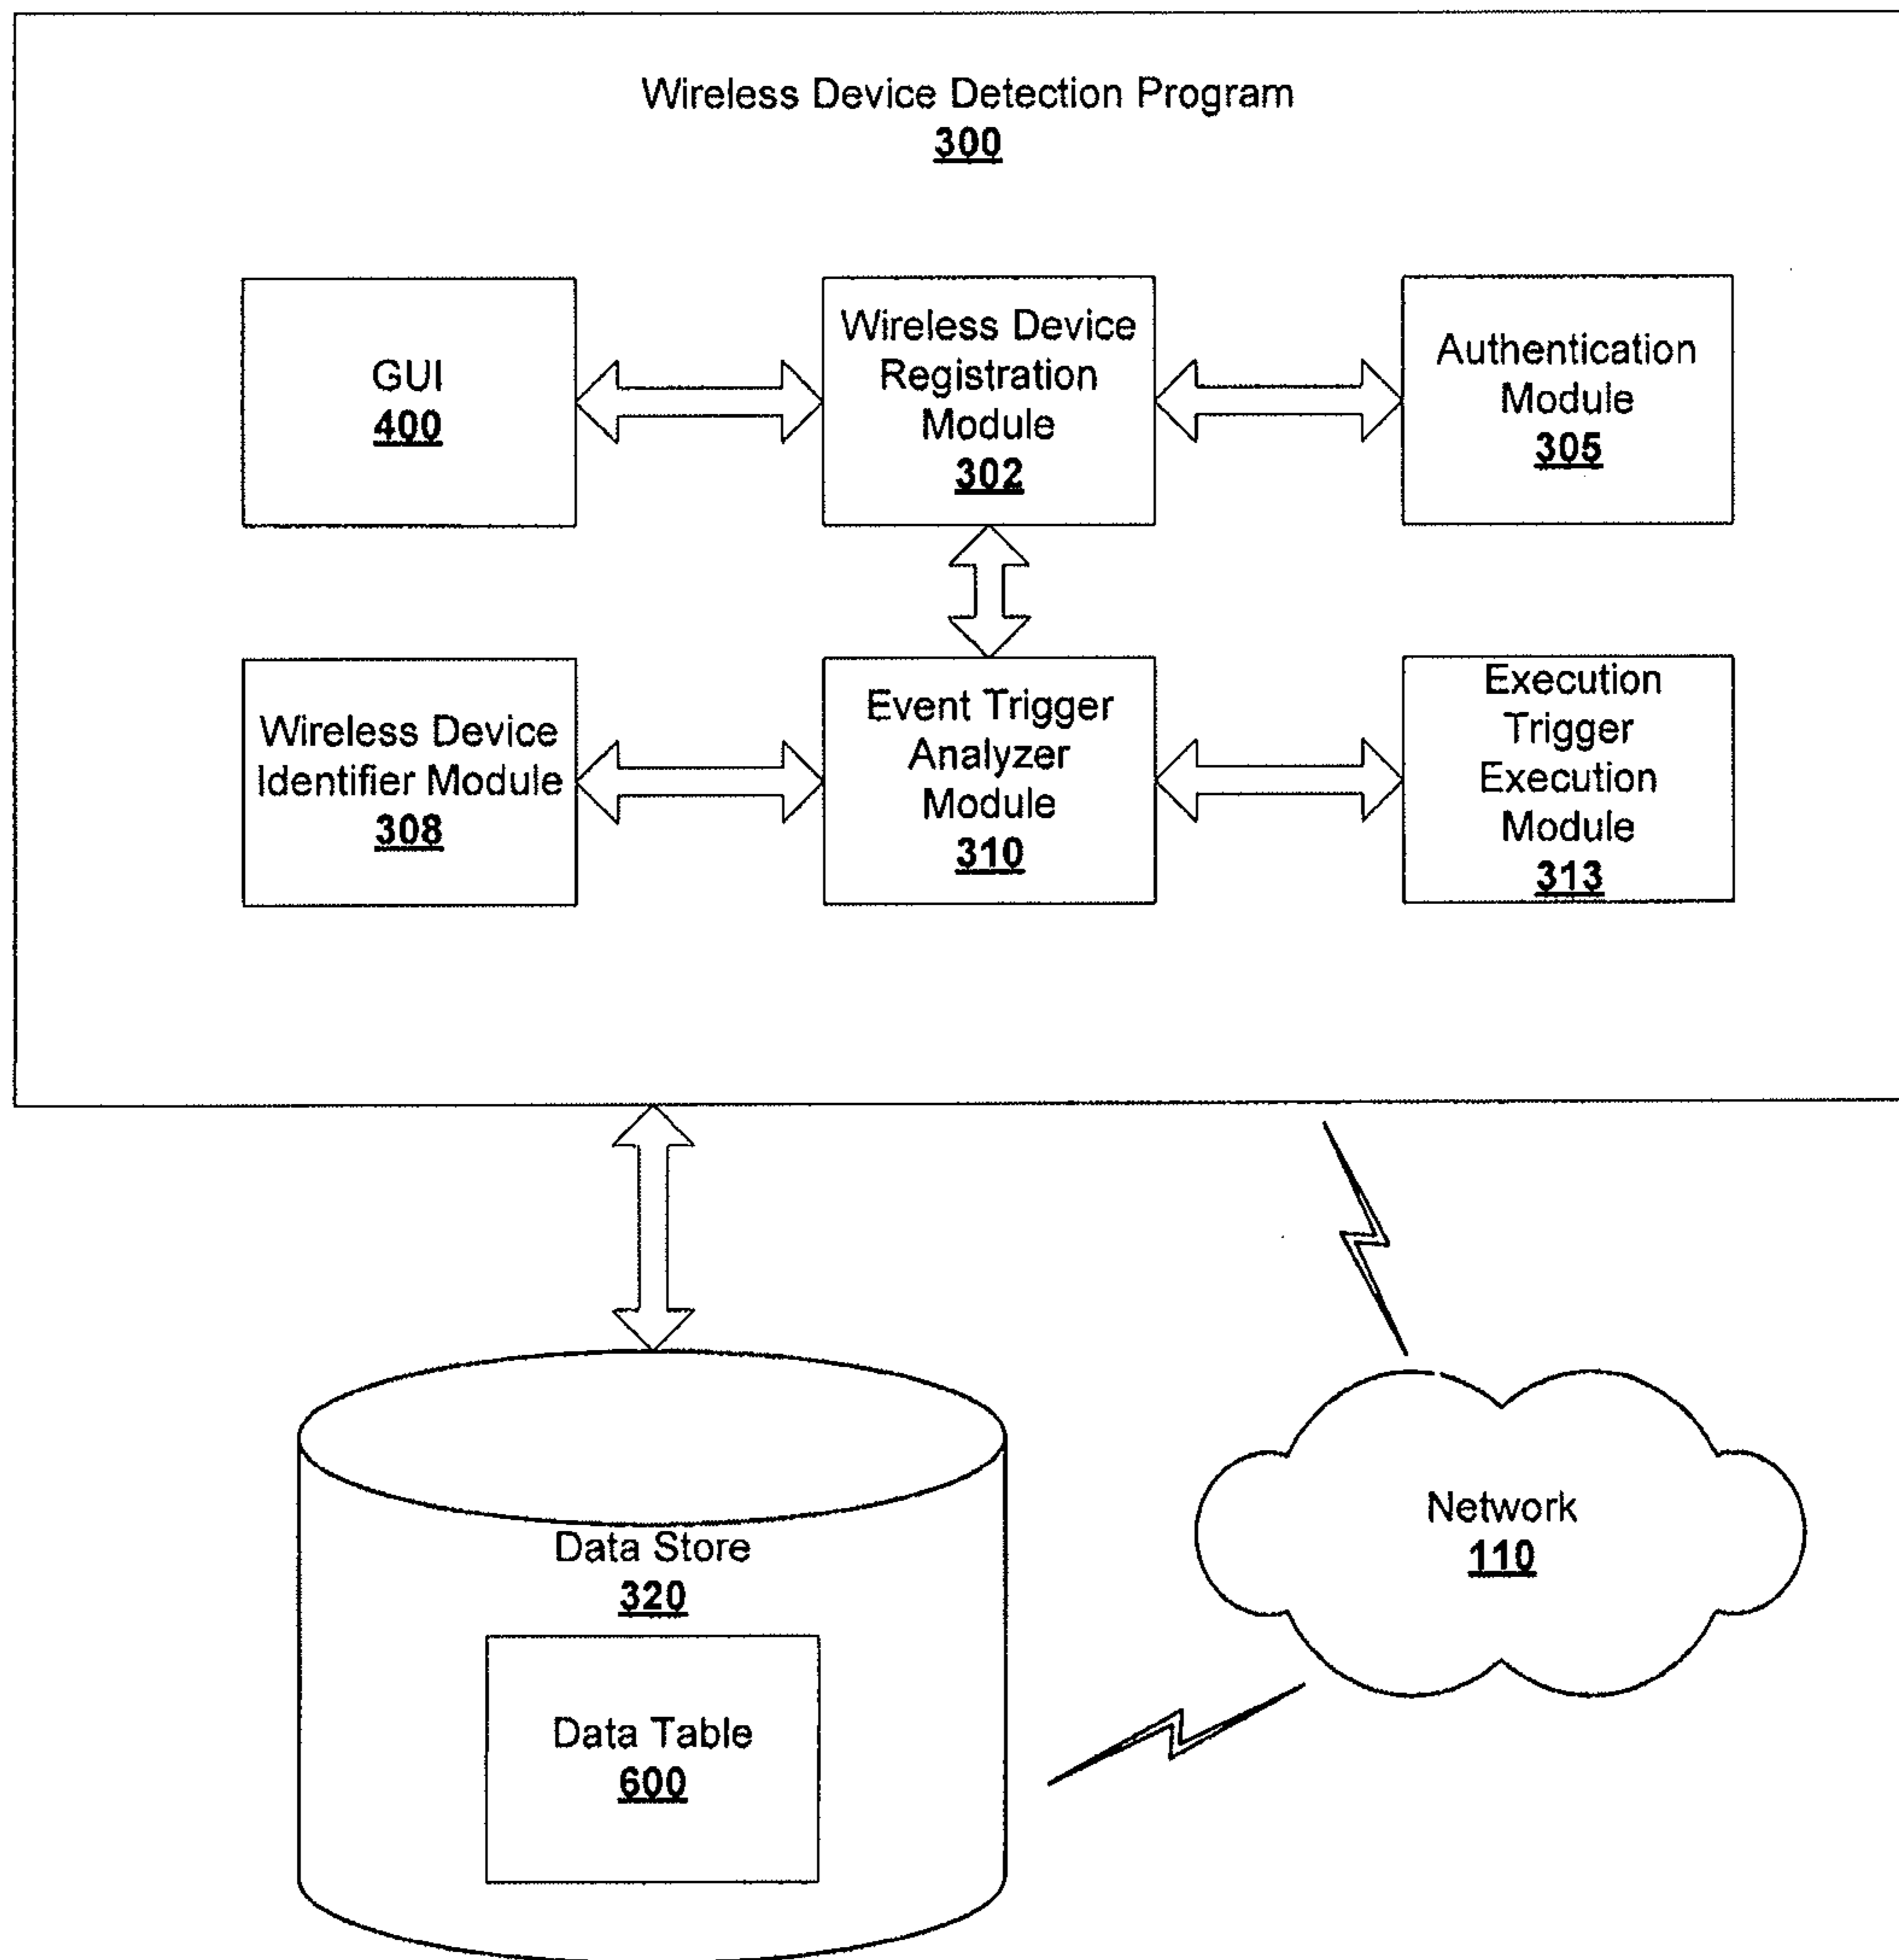 Wireless Device Detection Program
300
GUI
400
Wireless Device
Registration
Module
302
Authentication
Module
305
Wireless Device
Identifier Module
308
Event Trigger
Analyzer
Module
310
Execution
Trigger
Execution
Module
313
Data Store
320
Data Table
600
Network
110